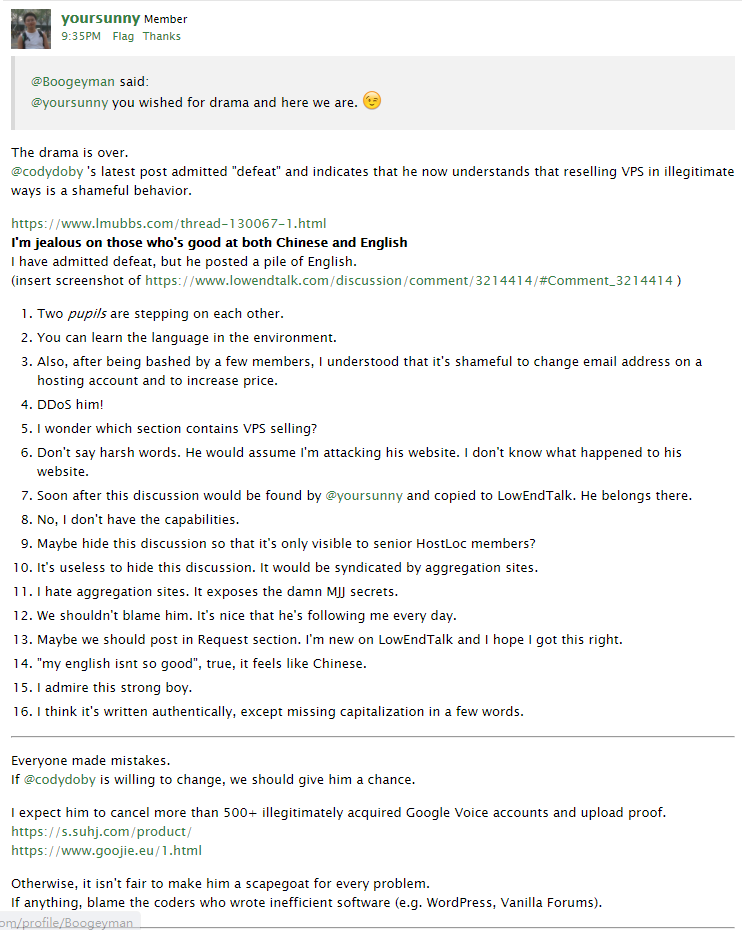 yoursunny Member
9:35PM Flag Thanks
@Boogeyman said:
@yoursunny you wished for drama and here we are. 😉
The drama is over.
@codydoby 's latest post admitted "defeat" and indicates that he now understands that reselling VPS in illegitimate
ways is a shameful behavior.
https://www.lmubbs.com/thread-130067-1.html
I'm jealous on those who's good at both Chinese and English
I have admitted defeat, but he posted a pile of English.
(insert screenshot of https://www.lowendtalk.com/discussion/comment/3214414/#Comment_3214414 )
1. Two pupils are stepping on each other.
2. You can learn the language in the environment.
3. Also, after being bashed by a few members, I understood that it's shameful to change email address on a
hosting account and to increase price.
4. DDoS him!
5. I wonder which section contains VPS selling?
6. Don't say harsh words. He would assume I'm attacking his website. I don't know what happened to his
website.
7. Soon after this discussion would be found by @yoursunny and copied to LowEndTalk. He belongs there.
8. No, I don't have the capabilities.
9. Maybe hide this discussion so that it's only visible to senior HostLoc members?
10. It's useless to hide this discussion. It would be syndicated by aggregation sites.
11. I hate aggregation sites. It exposes the damn MJJ secrets.
12. We shouldn't blame him. It's nice that he's following me every day.
13. Maybe we should post in Request section. I'm new on LowEndTalk and I hope I got this right.
14. "my english isnt so good", true, it feels like Chinese.
15. I admire this strong boy.
16. I think it's written authentically, except missing capitalization in a few words.
Everyone made mistakes.
If @codydoby is willing to change, we should give him a chance.
I expect him to cancel more than 500+ illegitimately acquired Google Voice accounts and upload proof.
https://s.suhj.com/product/
https://www.goojie.eu/1.html
Otherwise, it isn't fair to make him a scapegoat for every problem.
If anything, blame the coders who wrote inefficient software (e.g. WordPress, Vanilla Forums).
om/profile/Boogeyman